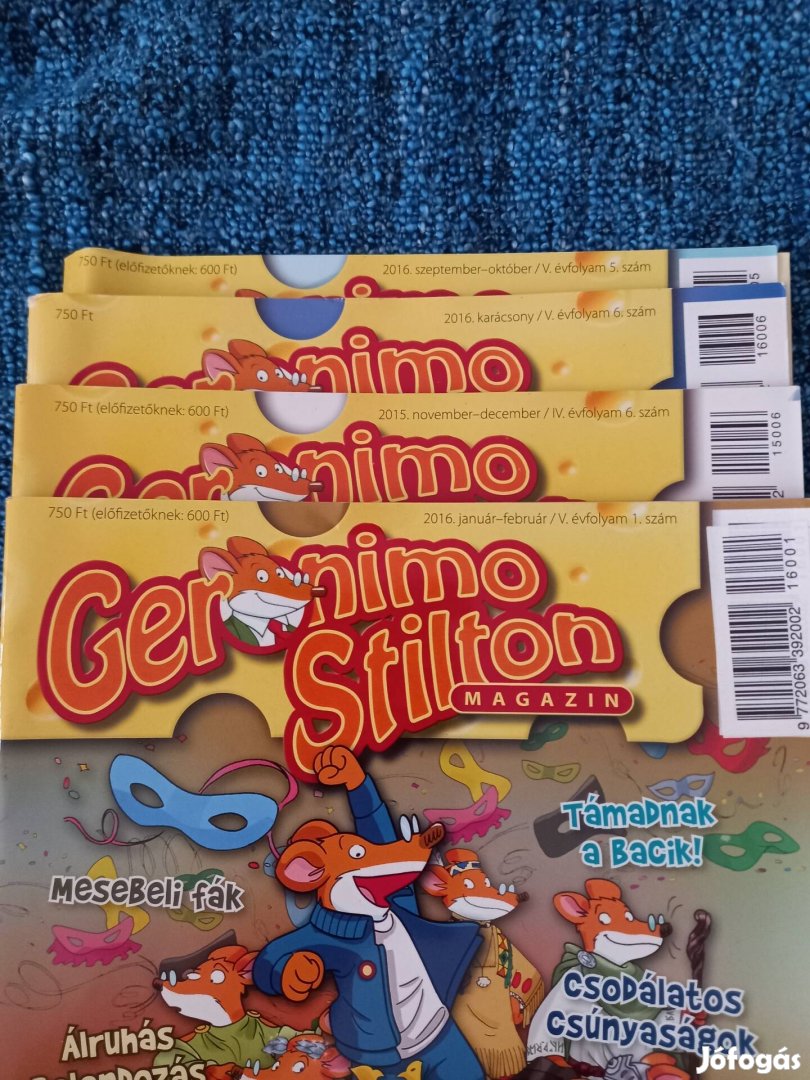 750 Ft (előfizetőknek: 600 Ft)
2016. szeptember–október / V. évfolyam 5. szám
05
750 Ft
2016. karácsony / V. évfolyam 6. szám
16006
Geronimo
750 Ft (előfizetőknek: 600 Ft)
2015. november–december / IV. évfolyam 6. szám
15006
Geronimo
750 Ft (előfizetőknek: 600 Ft)
2016. január–február / V. évfolyam 1. szám
16001
9 772063 392002
Geronimo
Stilton
MAGAZIN
Támadnak
a Bacik!
Mesebeli fák
Csodálatos
Csúnyaságok
Álruhás
Jófogás